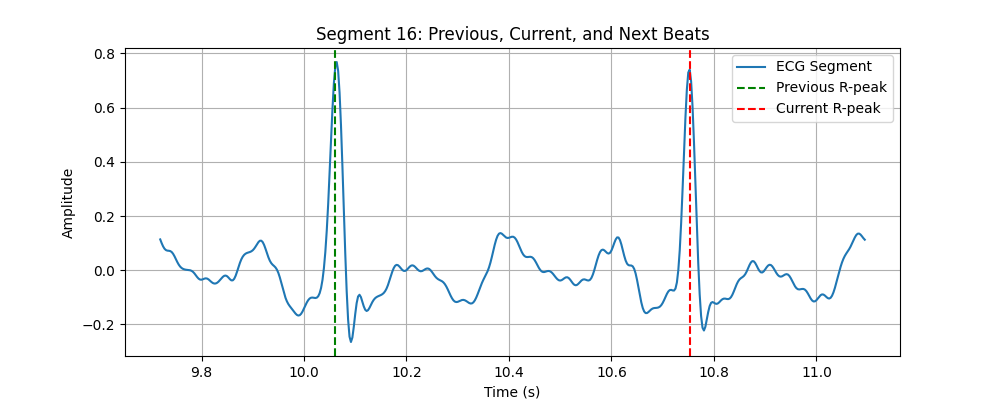 Segment 16: Previous, Current, and Next Beats
ECG Segment
Previous R-peak
Current R-peak
0.8
0.6
0.4
0.2
0.0
−0.2
Amplitude
9.8 10.0 10.2 10.4 10.6 10.8 11.0
Time (s)